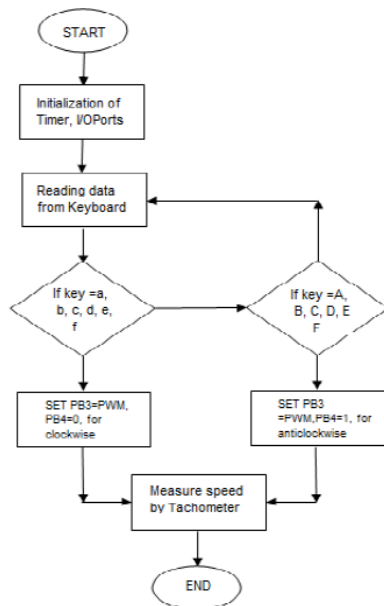 START
Initialization of
Timer, I/OPorts
Reading data
from Keyboard
If key =a,
b, c, d, e,
f
If key =A,
B, C, D, E
F
SET PB3=PWM,
PB4=0, for
clockwise
SET PB3
=PWM,PB4=1, for
anticlockwise
Measure speed
by Tachometer
END